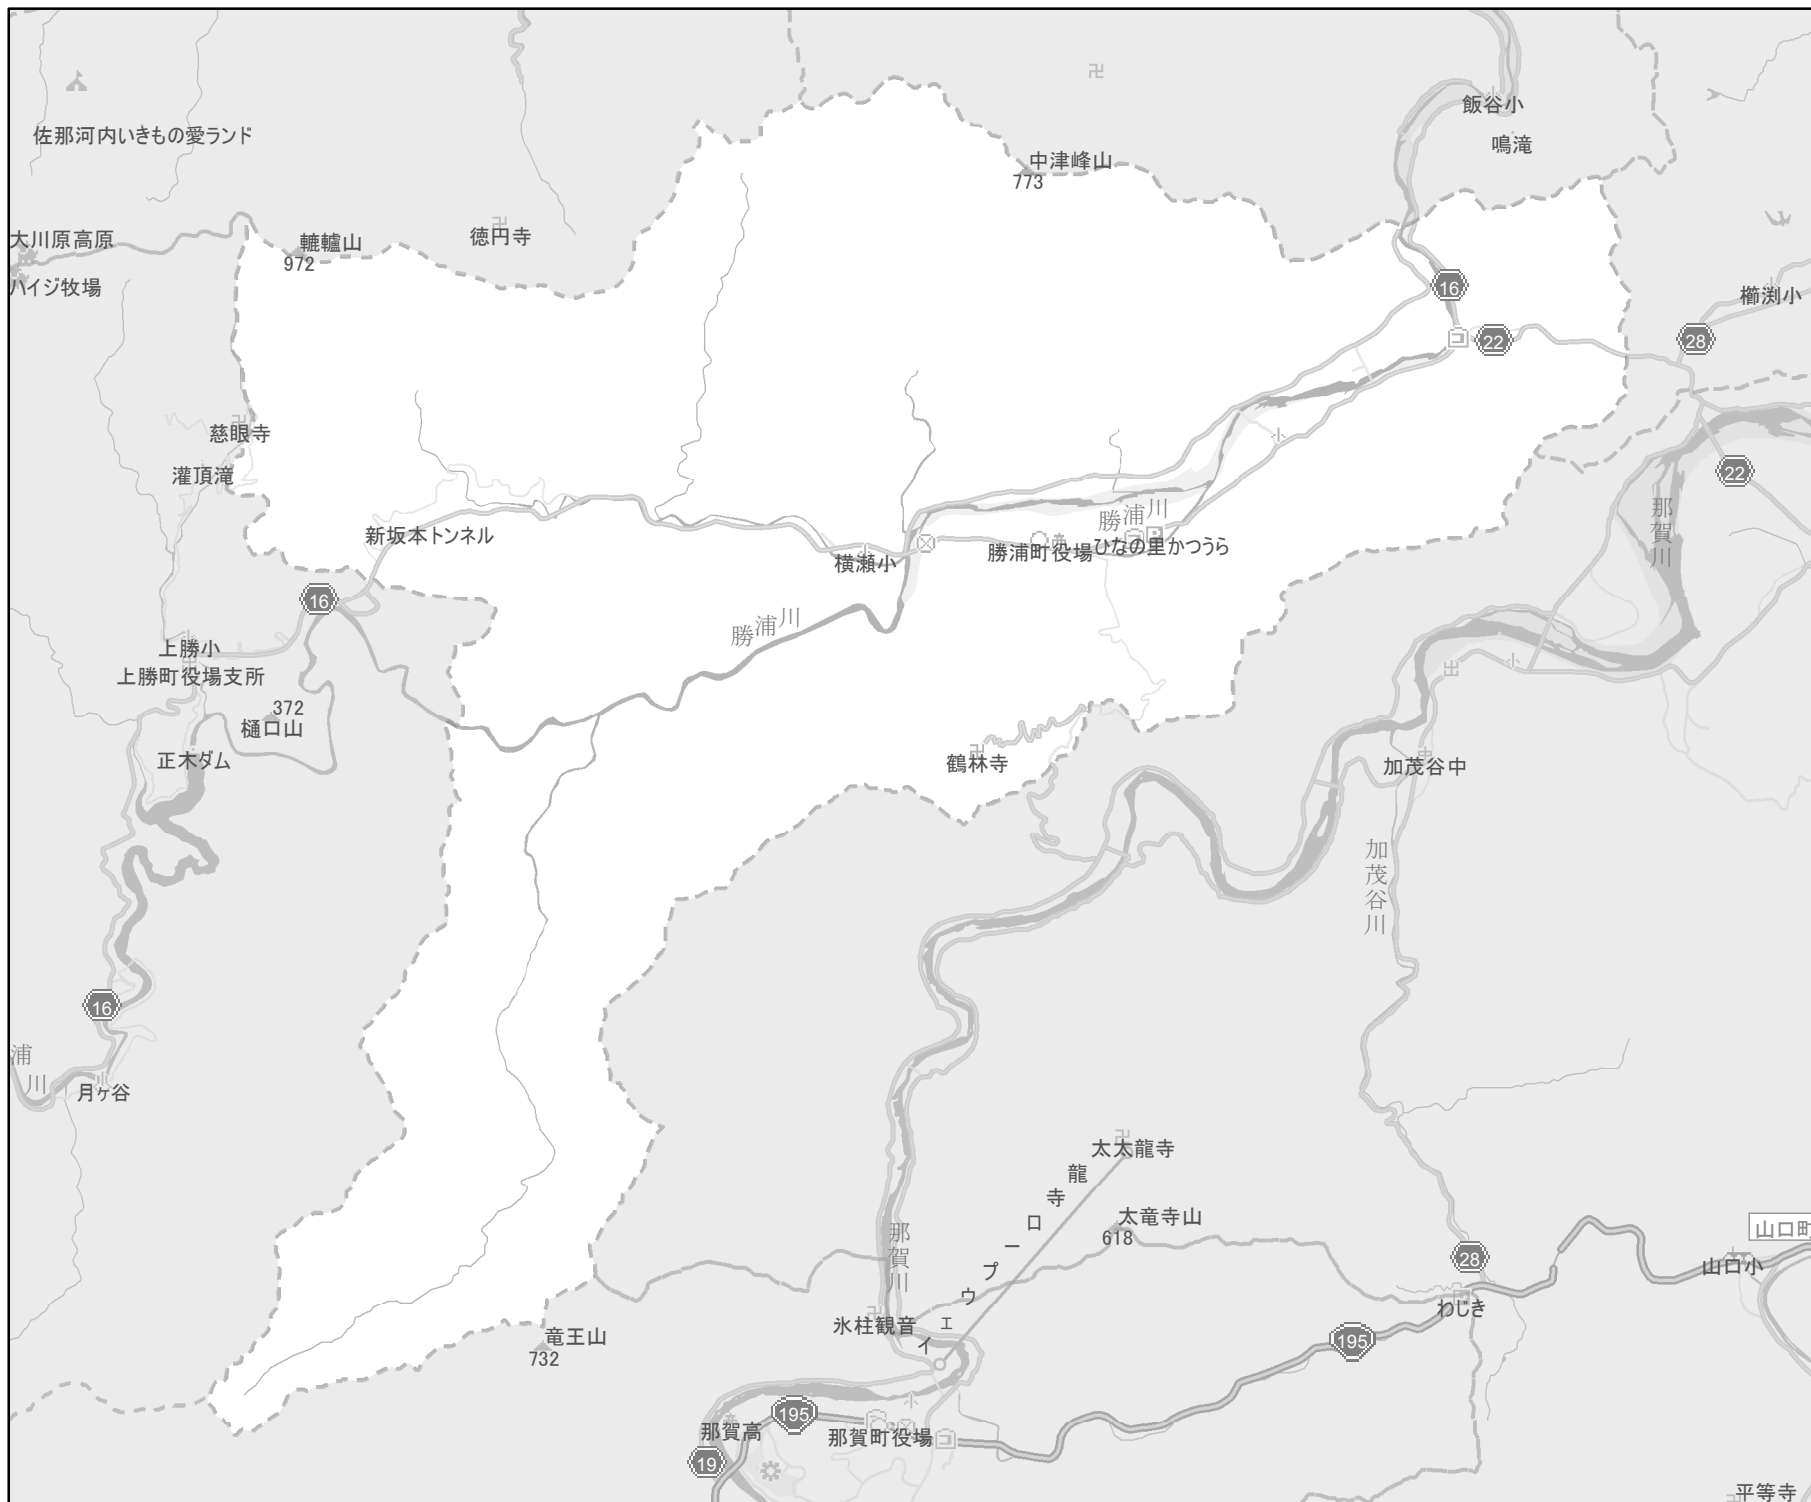 飯谷小
鳴滝
佐那河内いきもの愛ランド
中津峰山
773
徳円寺
大川原高原
轆轤山
972
ハイジ牧場
16
櫛渕小
22
28
慈眼寺
灌頂滝
22
那賀川
新坂本トンネル
勝浦川
横瀬小
勝浦町役場
ひなの里かつうら
16
勝浦川
上勝小
上勝町役場支所
372
樋口山
正木ダム
鶴林寺
加茂谷中
加茂谷川
16
浦川
月ヶ谷
太龍寺
太龍寺ロープウェイ
太竜寺山
618
那賀川
28
山口町
山口小
わじき
氷柱観音
195
竜王山
732
195
那賀高
那賀町役場
19
平等寺